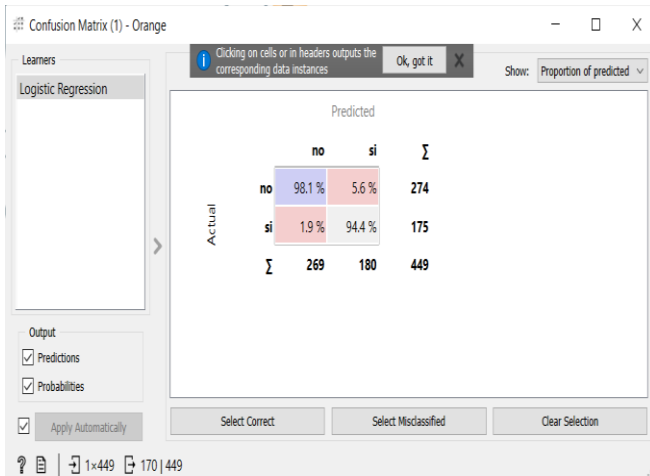 Confusion Matrix (1) - Orange
Learners
Logistic Regression
Clicking on cells or in headers outputs the
corresponding data instances
Ok, got it
X
Show: Proportion of predicted
Predicted
no si Σ
Actual
no 98.1 % 5.6 % 274
si 1.9 % 94.4 % 175
Σ 269 180 449
Output
Predictions
Probabilities
Apply Automatically
Select Correct
Select Misclassified
Clear Selection
? 1×449 170 | 449